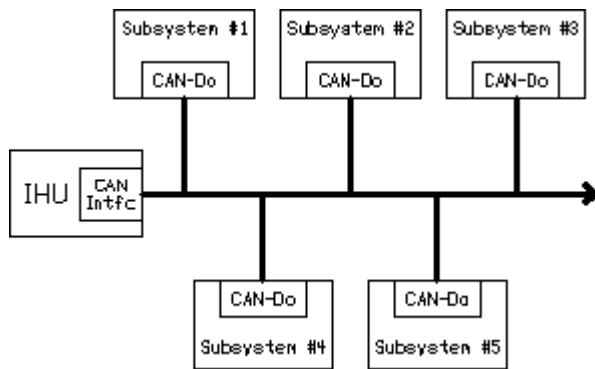 Subsystem #1
CAN-Do
Subsystem #2
CAN-Do
Subsystem #3
CAN-Do
IHU
CAN
Intfc
CAN-Do
Subsystem #4
CAN-Da
Subsystem #5